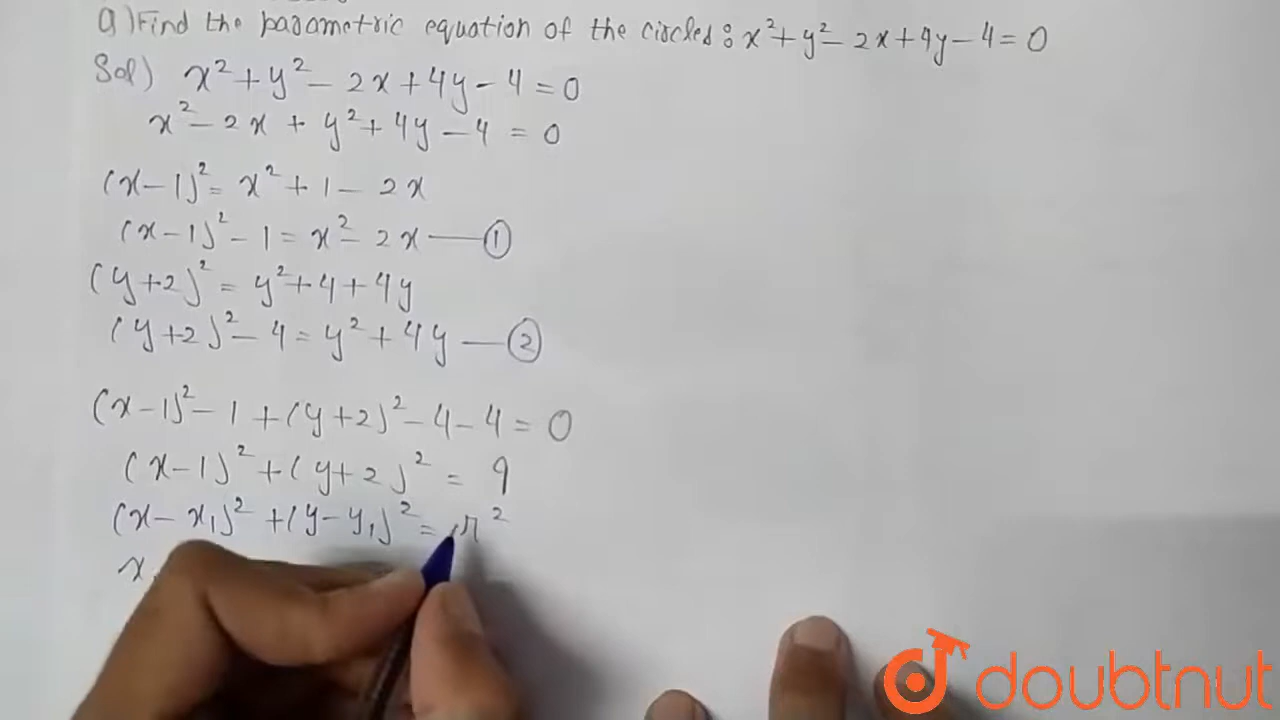 Q) Find the parametric equation of the circles : x² + y² - 2x + 4y - 4 = 0
Sol) x² + y² - 2x + 4y - 4 = 0
x² - 2x + y² + 4y - 4 = 0
(x - 1)² = x² + 1 - 2x
(x - 1)² - 1 = x² - 2x — ①
(y + 2)² = y² + 4 + 4y
(y + 2)² - 4 = y² + 4y — ②
(x - 1)² - 1 + (y + 2)² - 4 - 4 = 0
(x - 1)² + (y + 2)² = 9
(x - x₁)² + (y - y₁)² = r²
x
doubtnut